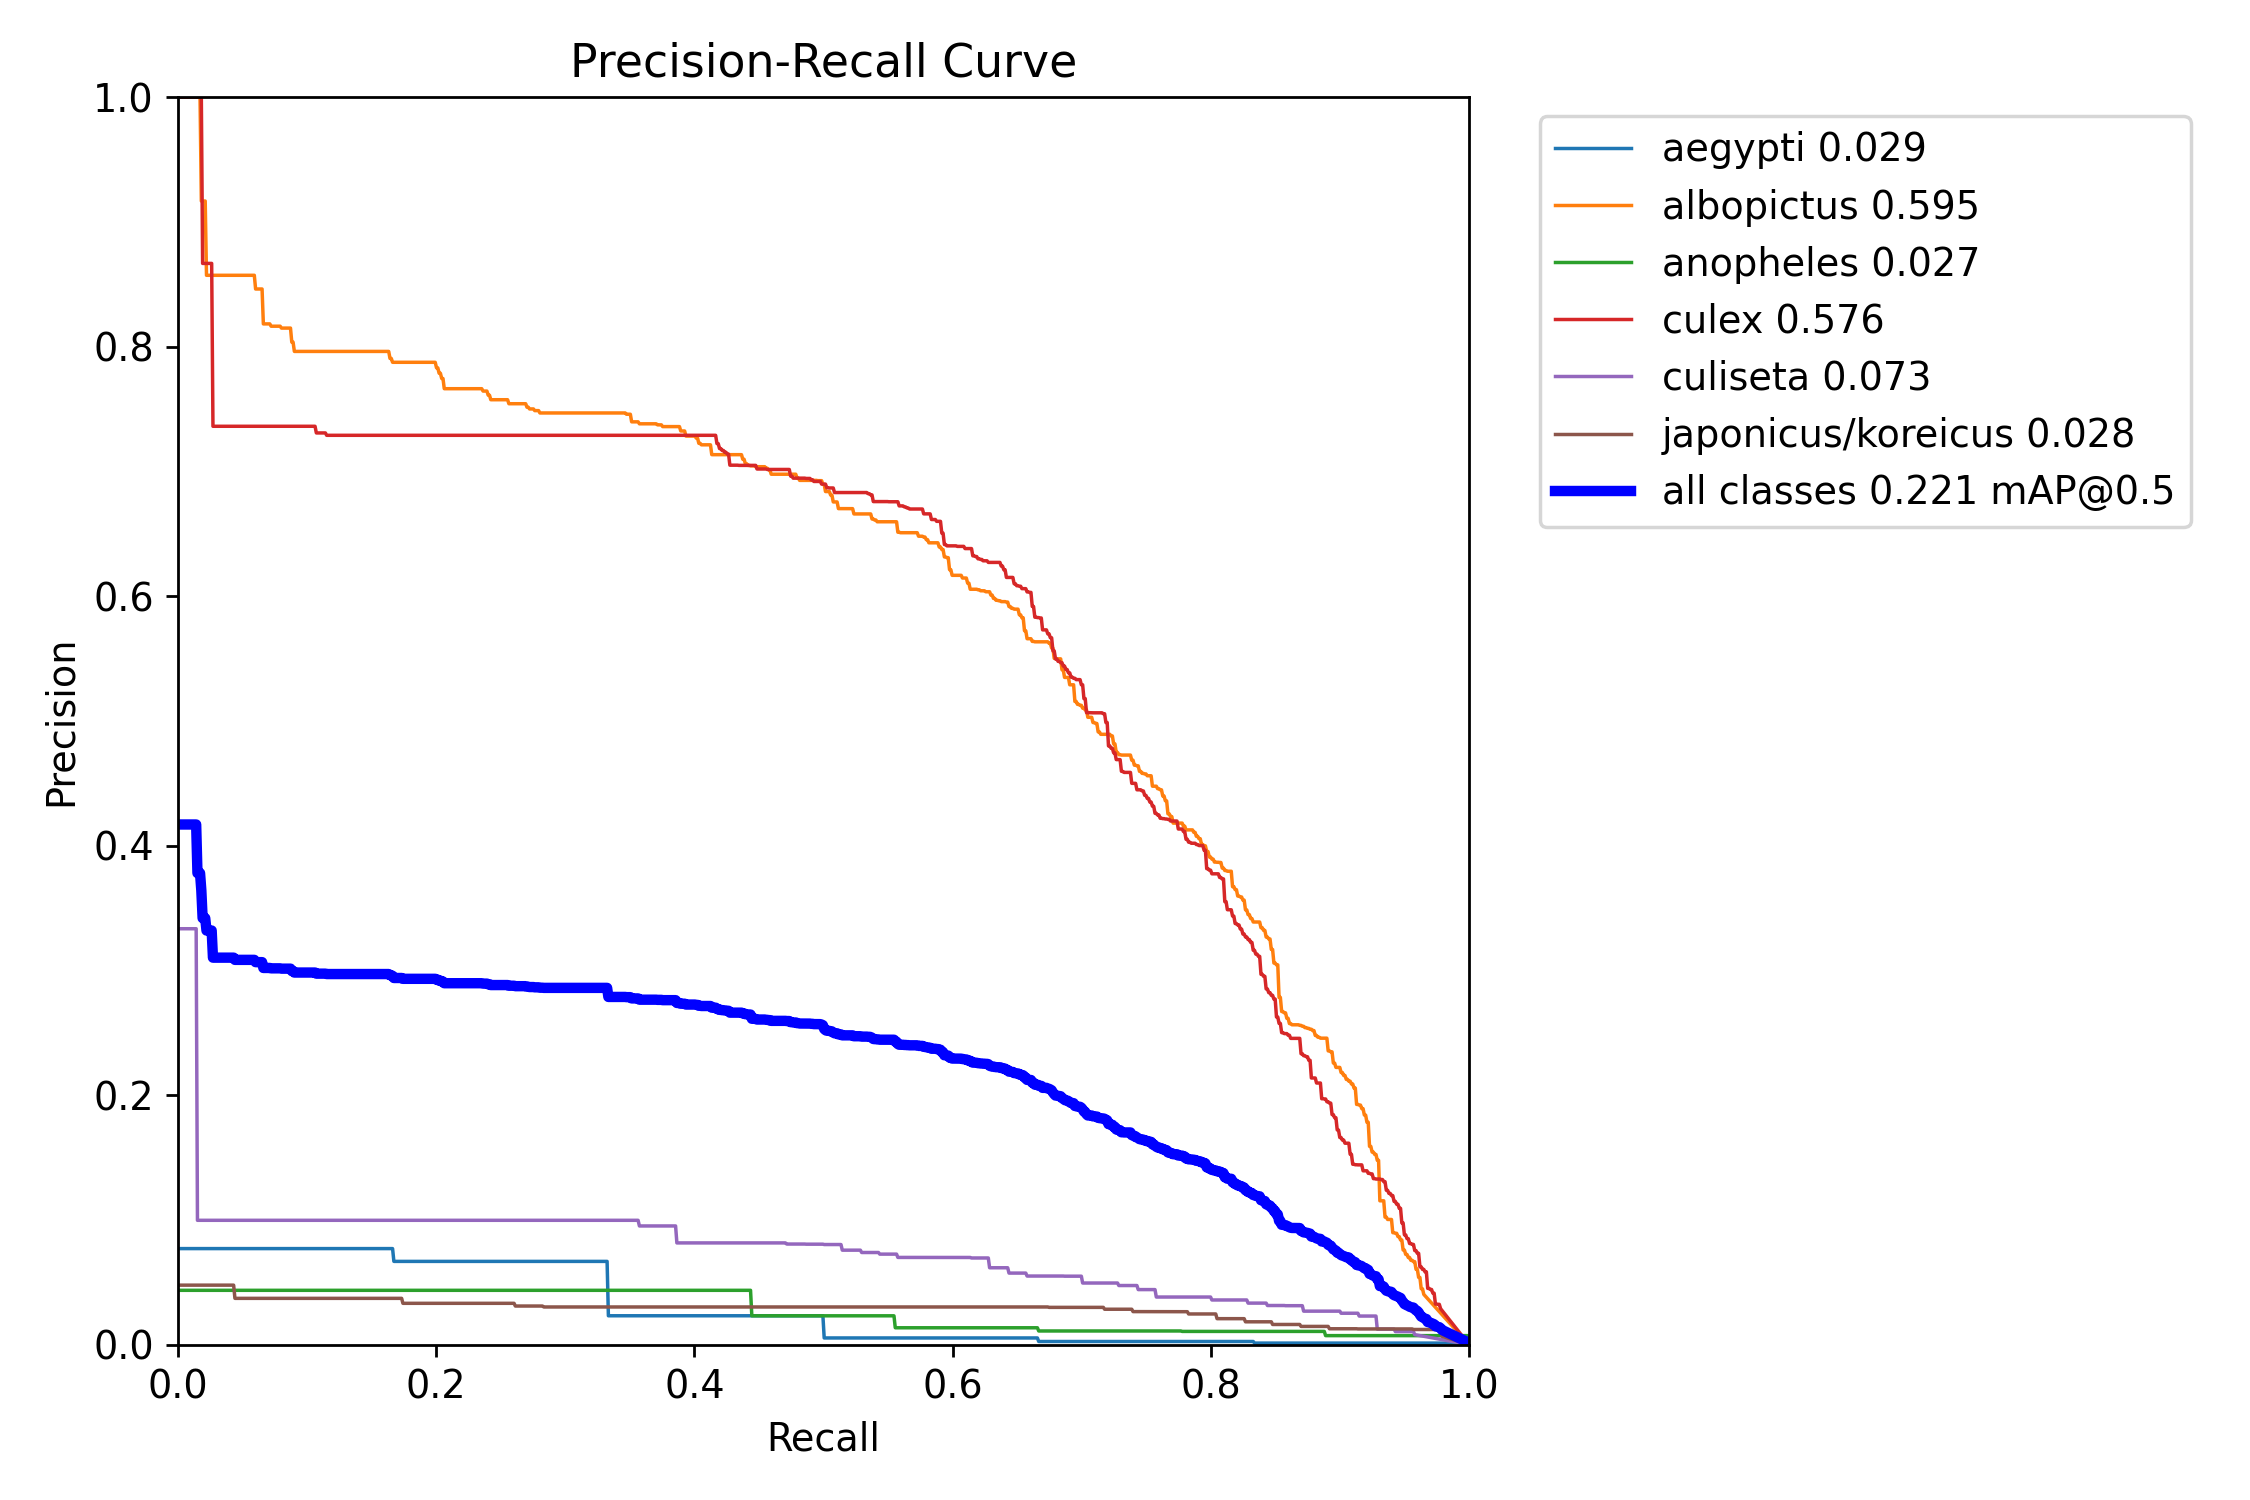 Precision-Recall Curve
1.0
0.8
0.6
0.4
0.2
0.0
Precision
0.0 0.2 0.4 0.6 0.8 1.0
Recall
aegypti 0.029
albopictus 0.595
anopheles 0.027
culex 0.576
culiseta 0.073
japonicus/koreicus 0.028
all classes 0.221 mAP@0.5